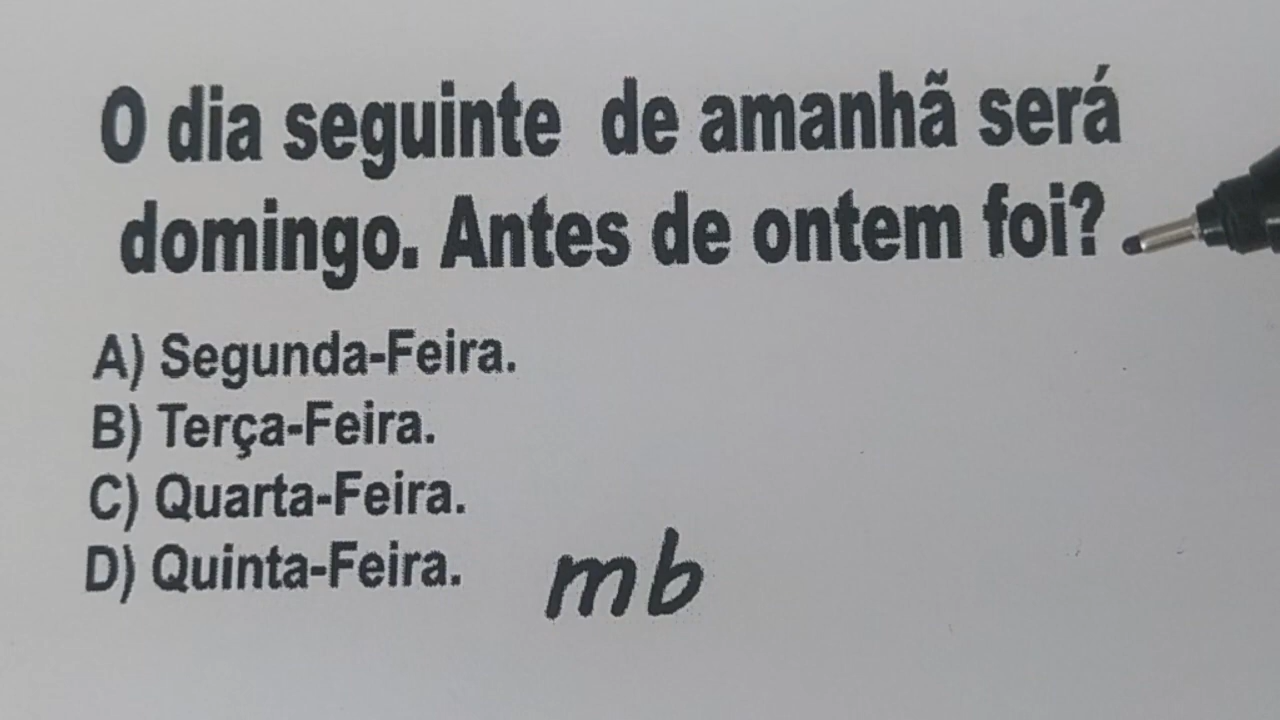 O dia seguinte de amanhã será
domingo. Antes de ontem foi?
A) Segunda-Feira.
B) Terça-Feira.
C) Quarta-Feira.
D) Quinta-Feira.
mb